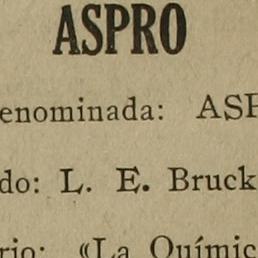 ASPRO
enominada: ASP
do: L. E. Bruck
rio: «La Químic